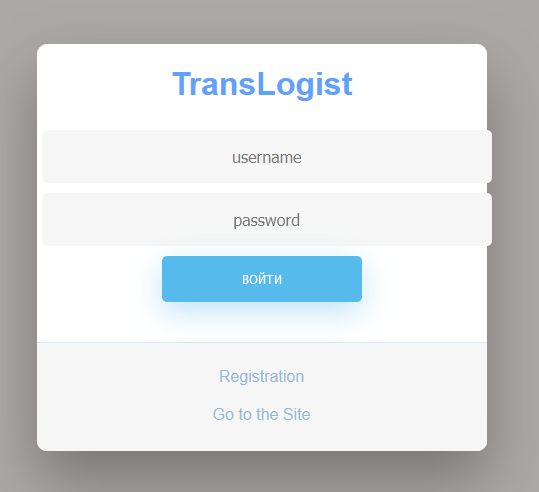 TransLogist
username
password
войти
Registration
Go to the Site